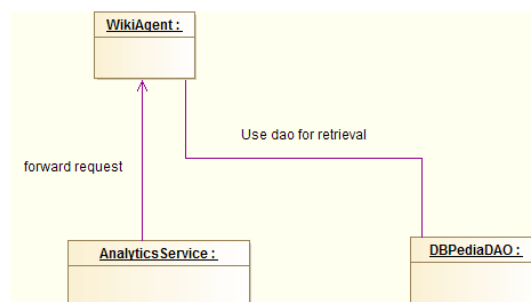 WikiAgent :
Use dao for retrieval
forward request
AnalyticsService :
DBPediaDAO :